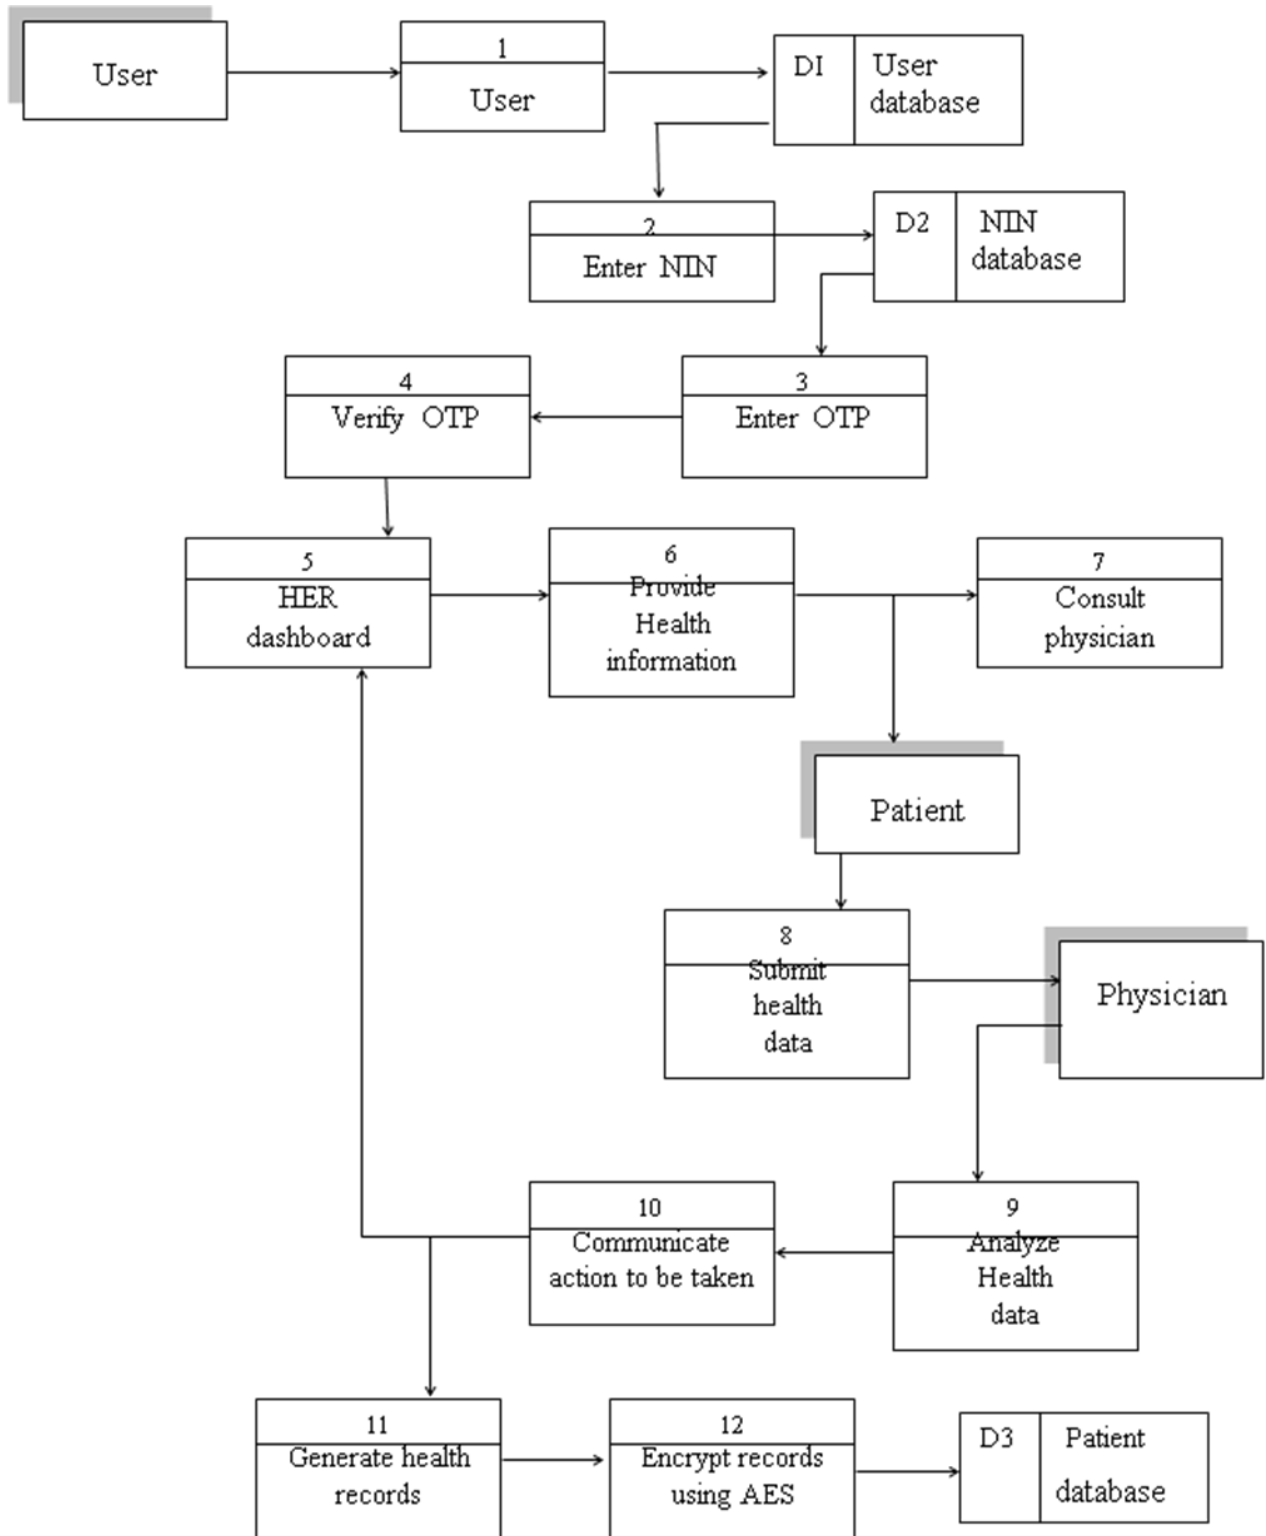 User
1
User
DI
User
database
2
Enter NIN
D2
NIN
database
4
Verify OTP
3
Enter OTP
5
HER
dashboard
6
Provide
Health
information
7
Consult
physician
Patient
8
Submit
health
data
Physician
10
Communicate
action to be taken
9
Analyze
Health
data
11
Generate health
records
12
Encrypt records
using AES
D3
Patient
database